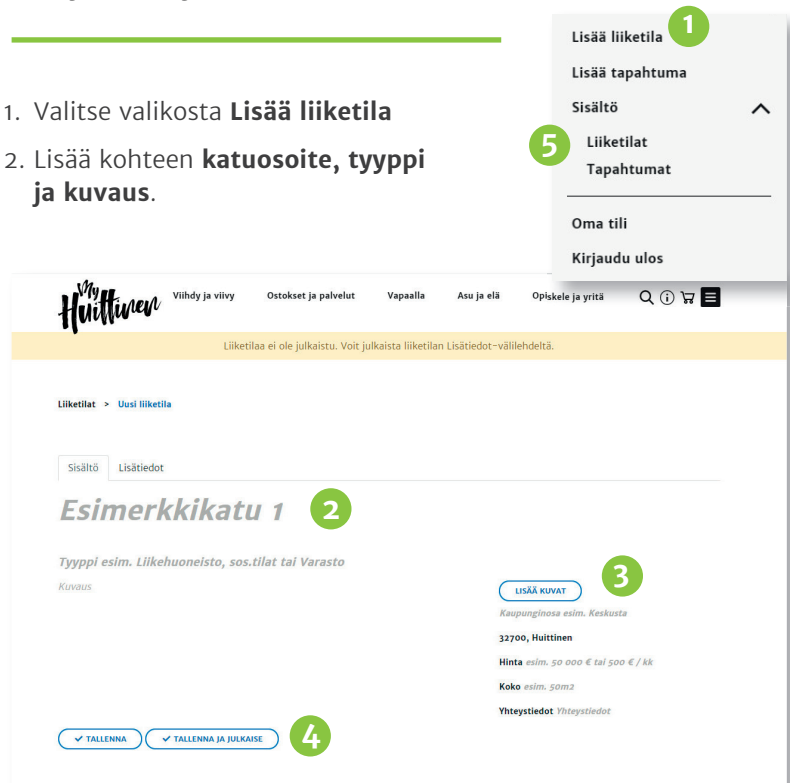 1. Valitse valikosta Lisää liiketila
2. Lisää kohteen katuosoite, tyyppi
ja kuvaus.
Lisää liiketila
1
Lisää tapahtuma
Sisältö
5
Liiketilat
Tapahtumat
Oma tili
Kirjaudu ulos
My
Huittinen
Viihdy ja viivy Ostokset ja palvelut Vapaalla Asu ja elä Opiskele ja yritä
Liiketilaa ei ole julkaistu. Voit julkaista liiketilan Lisätiedot-välilehdeltä.
Liiketilat > Uusi liiketila
Sisältö Lisätiedot
Esimerkkikatu 1
2
Tyyppi esim. Liikehuoneisto, sos.tilat tai Varasto
Kuvaus
LISÄÄ KUVAT
3
Kaupunginosa esim. Keskusta
32700, Huittinen
Hinta esim. 50 000 € tai 500 € / kk
Koko esim. 50m2
Yhteystiedot Yhteystiedot
✓ TALLENNA ✓ TALLENNA JA JULKAISE
4